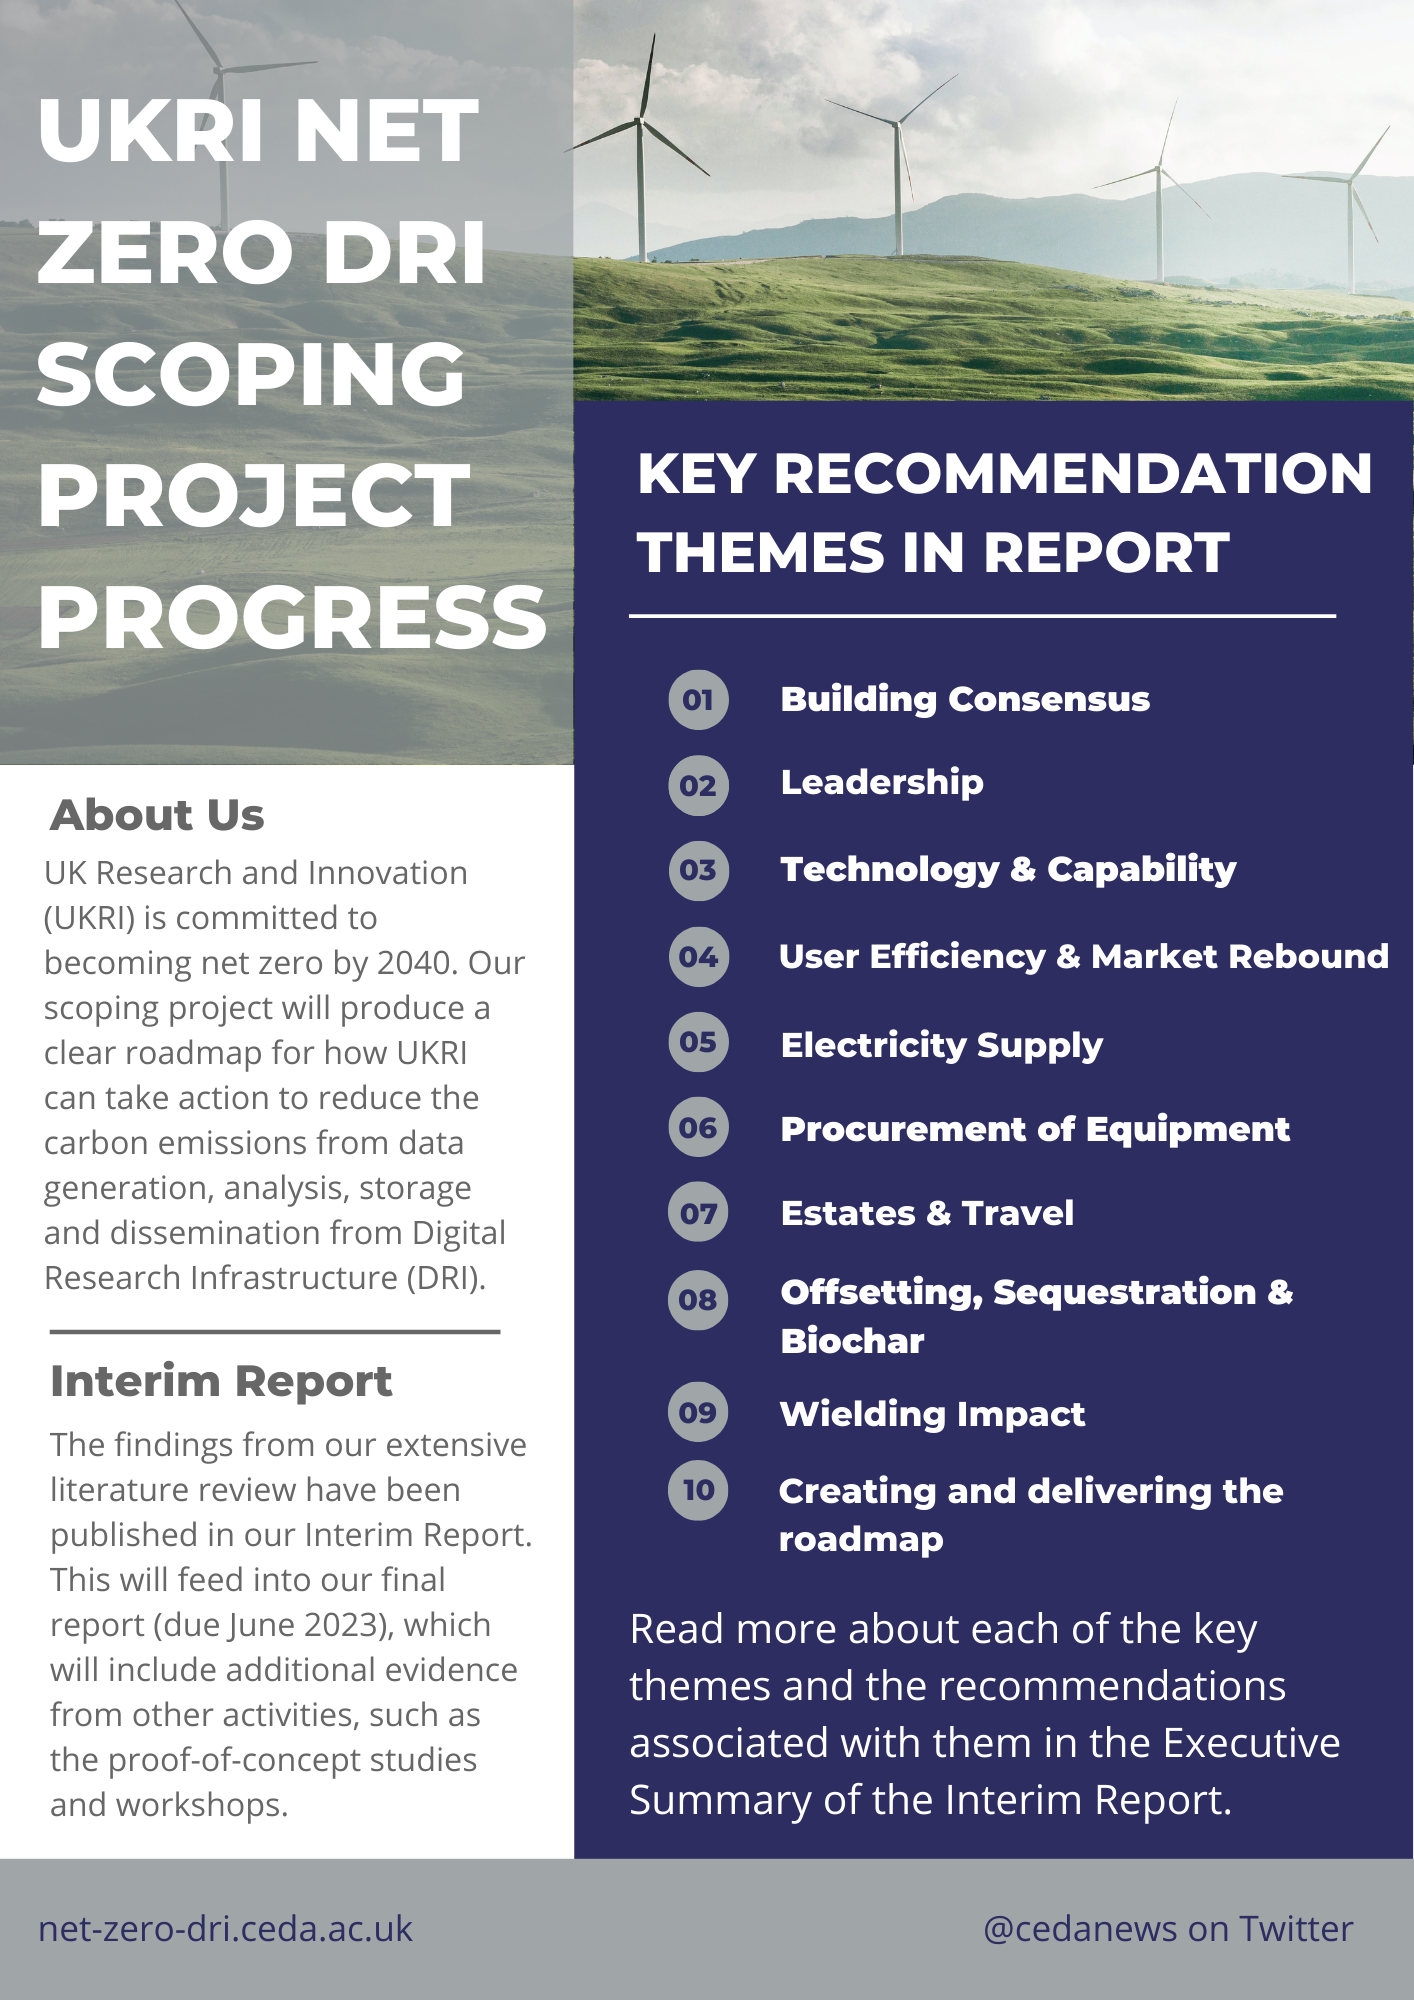 UKRI NET
ZERO DRI
SCOPING
PROJECT
PROGRESS
About Us
UK Research and Innovation
(UKRI) is committed to
becoming net zero by 2040. Our
scoping project will produce a
clear roadmap for how UKRI
can take action to reduce the
carbon emissions from data
generation, analysis, storage
and dissemination from Digital
Research Infrastructure (DRI).
Interim Report
The findings from our extensive
literature review have been
published in our Interim Report.
This will feed into our final
report (due June 2023), which
will include additional evidence
from other activities, such as
the proof-of-concept studies
and workshops.
KEY RECOMMENDATION
THEMES IN REPORT
01 Building Consensus
02 Leadership
03 Technology & Capability
04 User Efficiency & Market Rebound
05 Electricity Supply
06 Procurement of Equipment
07 Estates & Travel
08 Offsetting, Sequestration &
Biochar
09 Wielding Impact
10 Creating and delivering the
roadmap
Read more about each of the key
themes and the recommendations
associated with them in the Executive
Summary of the Interim Report.
net-zero-dri.ceda.ac.uk
@cedanews on Twitter